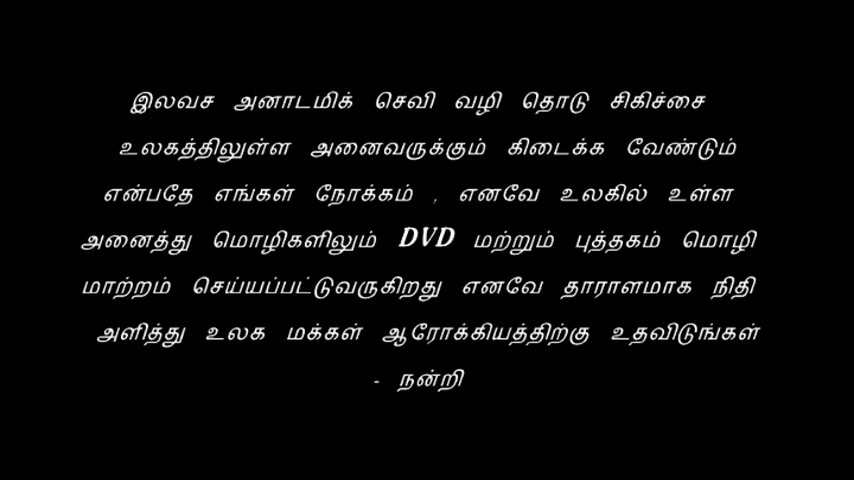 இலவச அனாடமிக் செவி வழி தொடு சிகிச்சை
உலகத்திலுள்ள அனைவருக்கும் கிடைக்க வேண்டும்
என்பதே எங்கள் நோக்கம் , எனவே உலகில் உள்ள
அனைத்து மொழிகளிலும் DVD மற்றும் புத்தகம் மொழி
மாற்றம் செய்யப்பட்டுவருகிறது எனவே தாராளமாக நிதி
அளித்து உலக மக்கள் ஆரோக்கியத்திற்கு உதவிடுங்கள்
- நன்றி